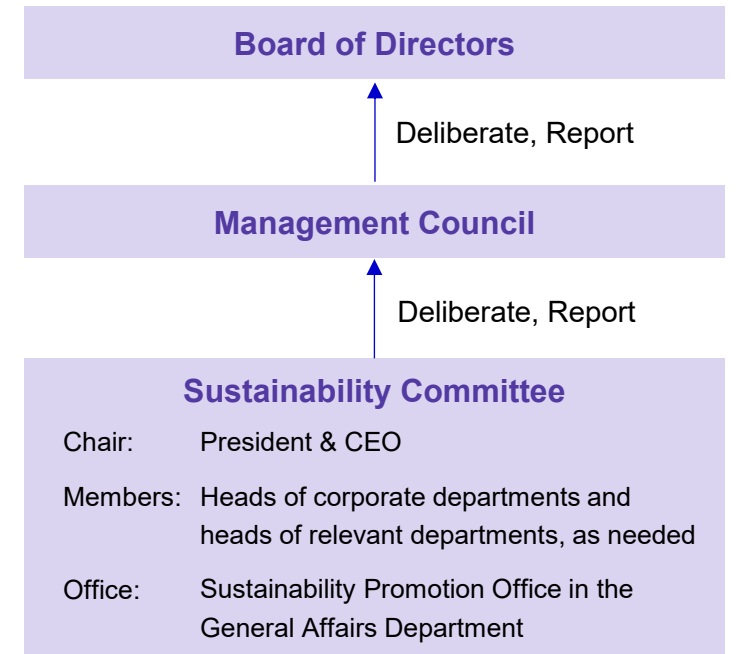 Board of Directors
Deliberate, Report
Management Council
Deliberate, Report
Sustainability Committee
Chair: President & CEO
Members: Heads of corporate departments and
heads of relevant departments, as needed
Office: Sustainability Promotion Office in the
General Affairs Department